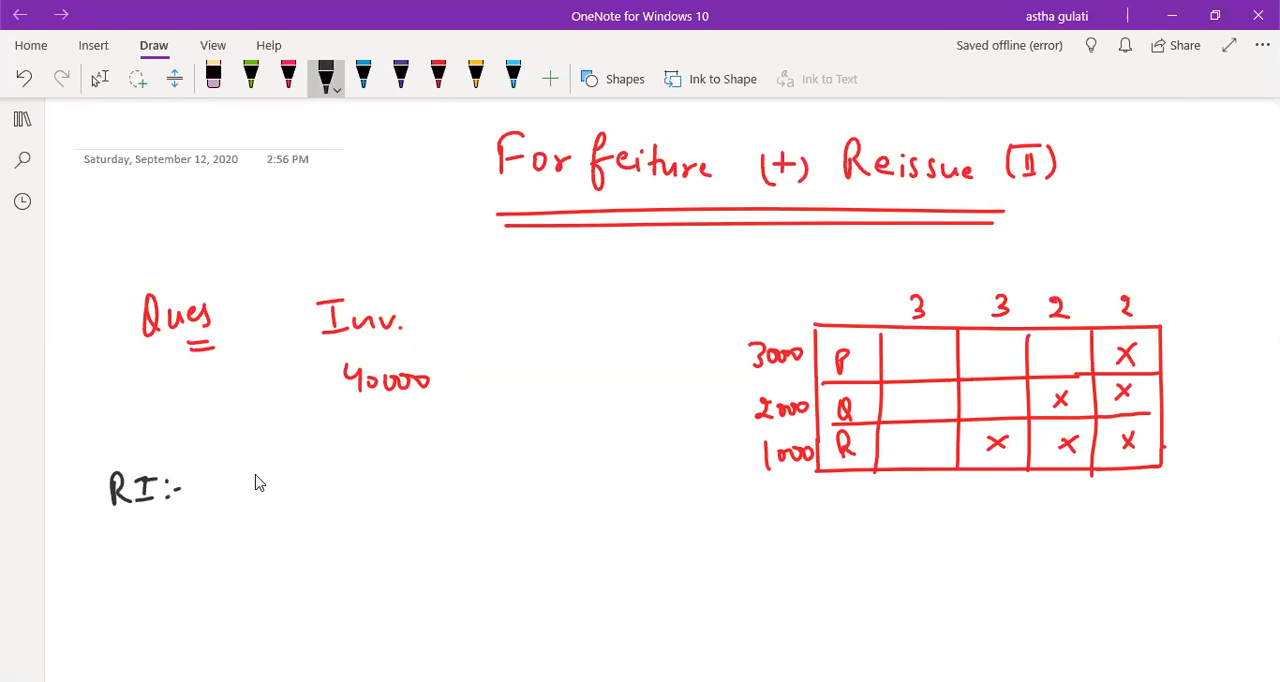 OneNote for Windows 10
astha gulati
Home Insert Draw View Help
Saved offline (error)
Share
Shapes
Ink to Shape
Ink to Text
Saturday, September 12, 2020 2:56 PM
Forfeiture (+) Reissue (II)
Ques Inv.
40000
3 3 2 2
3000 P X
2000 Q X X
1000 R X X X
RI:-